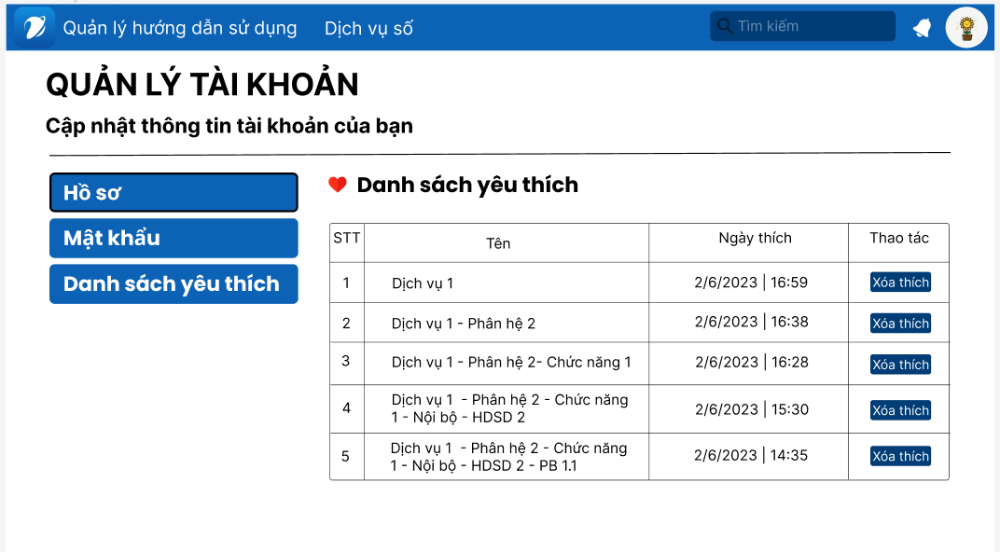 Quản lý hướng dẫn sử dụng Dịch vụ số Tìm kiếm
QUẢN LÝ TÀI KHOẢN
Cập nhật thông tin tài khoản của bạn
Hồ sơ
Mật khẩu
Danh sách yêu thích
Danh sách yêu thích
STT Tên Ngày thích Thao tác
1 Dịch vụ 1 2/6/2023 | 16:59 Xóa thích
2 Dịch vụ 1 - Phân hệ 2 2/6/2023 | 16:38 Xóa thích
3 Dịch vụ 1 - Phân hệ 2- Chức năng 1 2/6/2023 | 16:28 Xóa thích
4 Dịch vụ 1 - Phân hệ 2 - Chức năng
1 - Nội bộ - HDSD 2 2/6/2023 | 15:30 Xóa thích
5 Dịch vụ 1 - Phân hệ 2 - Chức năng
1 - Nội bộ - HDSD 2 - PB 1.1 2/6/2023 | 14:35 Xóa thích